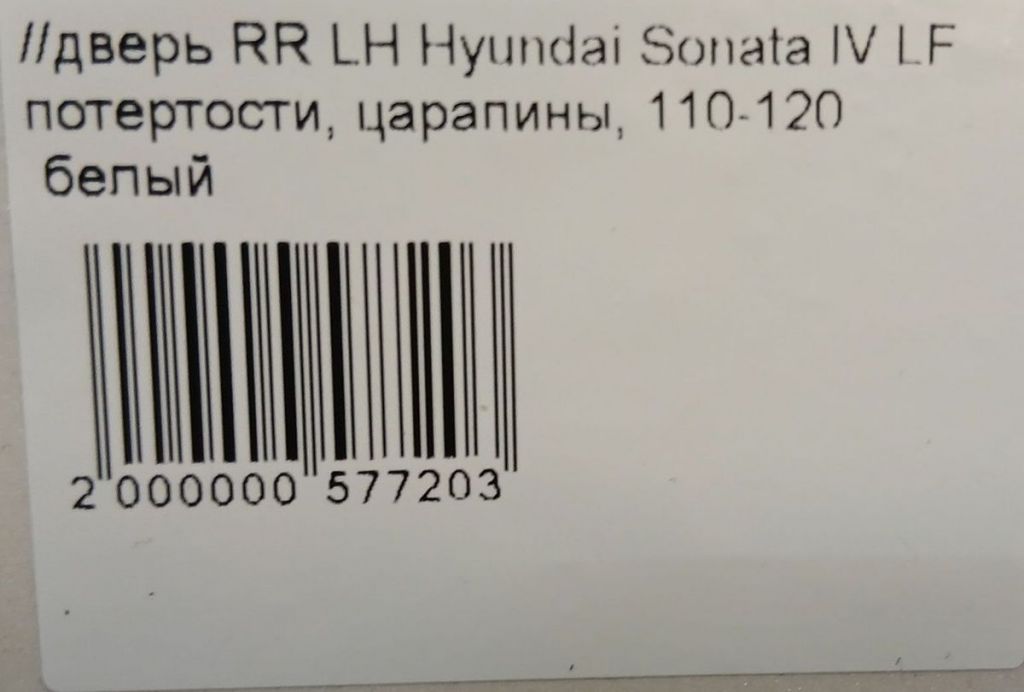 //дверь RR LH Hyundai Sonata IV LF
потертости, царапины, 110-120
белый
2 000000 577203